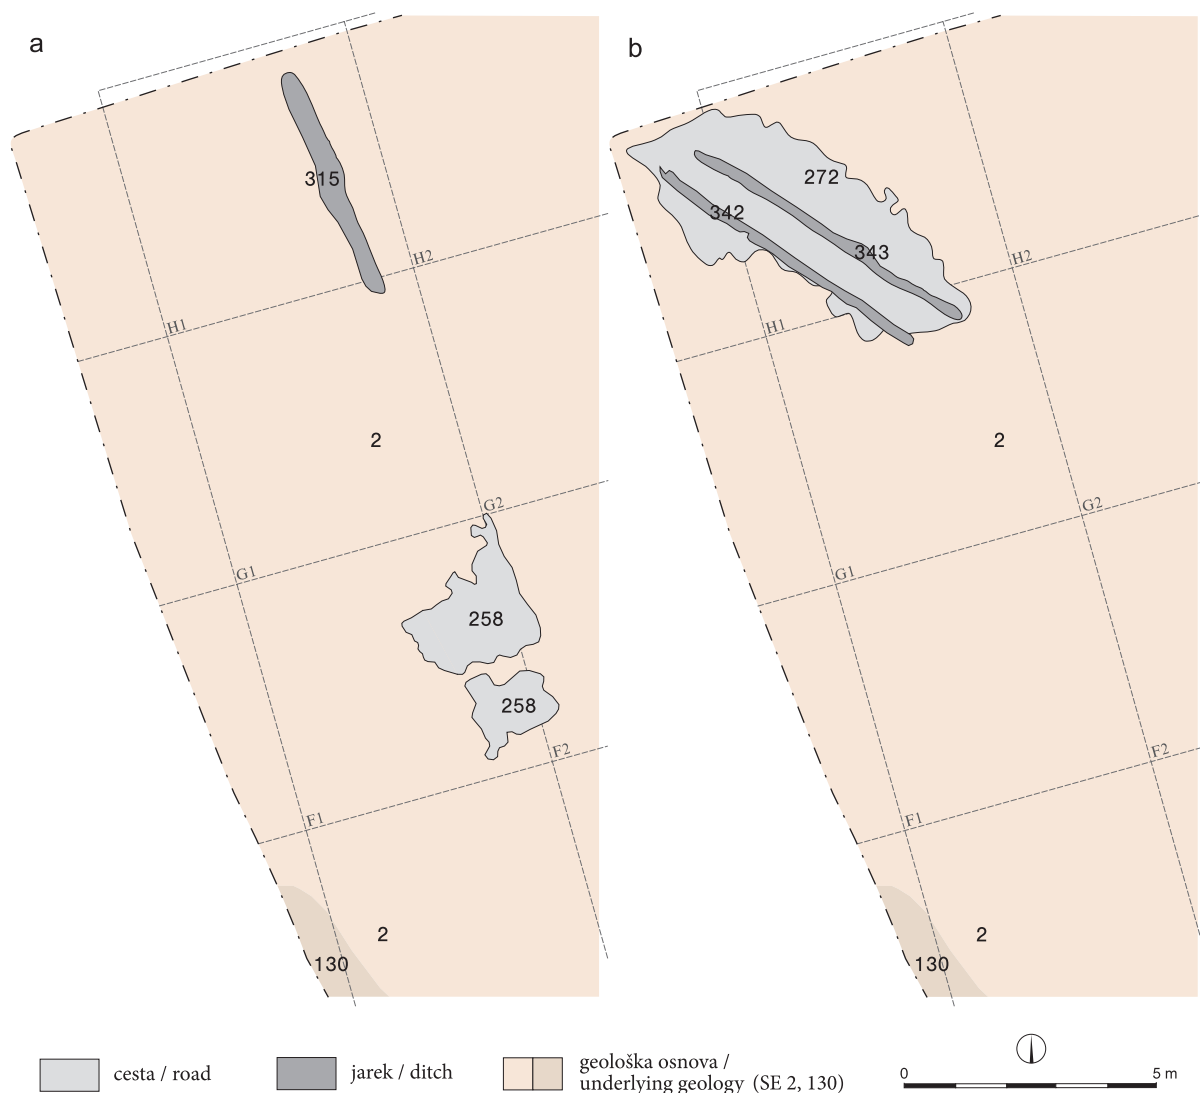 a
315
H2
H1
2
G2
G1
258
258
F2
F1
2
130
b
272
342
343
H2
H1
2
G2
G1
F2
F1
2
130
cesta / road
jarek / ditch
geološka osnova /
underlying geology (SE 2, 130)
0 5 m